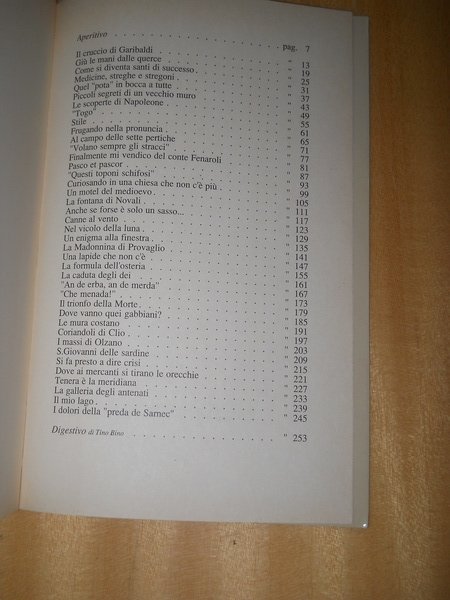 Aperitivo . . . . . . . . . . pag. 7
Il cruccio di Garibaldi . . . . . . . . . . " 13
Giù le mani dalle querce . . . . . . . . . . " 19
Come si diventa santi di successo . . . . . . . . . . " 25
Medicine, streghe e stregoni . . . . . . . . . . " 31
Quel "pota" in bocca a tutte . . . . . . . . . . " 37
Piccoli segreti di un vecchio muro . . . . . . . . . . " 43
Le scoperte di Napoleone . . . . . . . . . . " 49
"Togo" . . . . . . . . . . " 55
Stile . . . . . . . . . . " 61
Frugando nella pronuncia . . . . . . . . . . " 65
Al campo delle sette pertiche . . . . . . . . . . " 71
"Volano sempre gli stracci" . . . . . . . . . . " 77
Finalmente mi vendico del conte Fenaroli . . . . . . . . . . " 81
Pasco et pascor . . . . . . . . . . " 87
"Questi toponi schifosi" . . . . . . . . . . " 93
Curiosando in una chiesa che non c'è più . . . . . . . . . . " 99
Un motel del medioevo . . . . . . . . . . " 105
La fontana di Novali . . . . . . . . . . " 111
Anche se forse è solo un sasso... . . . . . . . . . . " 117
Canne al vento . . . . . . . . . . " 123
Nel vicolo della luna . . . . . . . . . . " 129
Un enigma alla finestra . . . . . . . . . . " 135
La Madonnina di Provaglio . . . . . . . . . . " 141
Una lapide che non c'è . . . . . . . . . . " 147
La formula dell'osteria . . . . . . . . . . " 155
La caduta degli dei . . . . . . . . . . " 161
"An de erba, an de merda" . . . . . . . . . . " 167
"Che menada!" . . . . . . . . . . " 173
Il trionfo della Morte . . . . . . . . . . " 179
Dove vanno quei gabbiani? . . . . . . . . . . " 185
Le mura costano . . . . . . . . . . " 191
Coriandoli di Clio . . . . . . . . . . " 197
I massi di Olzano . . . . . . . . . . " 203
S.Giovanni delle sardine . . . . . . . . . . " 209
Si fa presto a dire crisi . . . . . . . . . . " 215
Dove ai mercanti si tirano le orecchie . . . . . . . . . . " 221
Tenera è la meridiana . . . . . . . . . . " 227
La galleria degli antenati . . . . . . . . . . " 233
Il mio lago . . . . . . . . . . " 239
I dolori della "preda de Sarnec" . . . . . . . . . . " 245
Digestivo di Tino Bino . . . . . . . . . . " 253